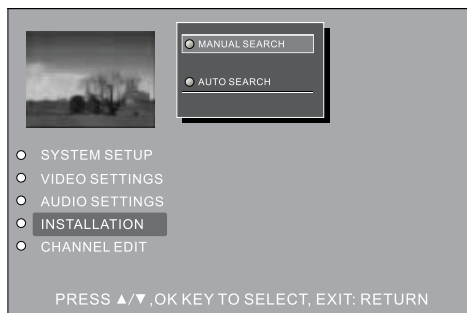 MANUAL SEARCH
AUTO SEARCH
SYSTEM SETUP
VIDEO SETTINGS
AUDIO SETTINGS
INSTALLATION
CHANNEL EDIT
PRESS ▲/▼,OK KEY TO SELECT, EXIT: RETURN